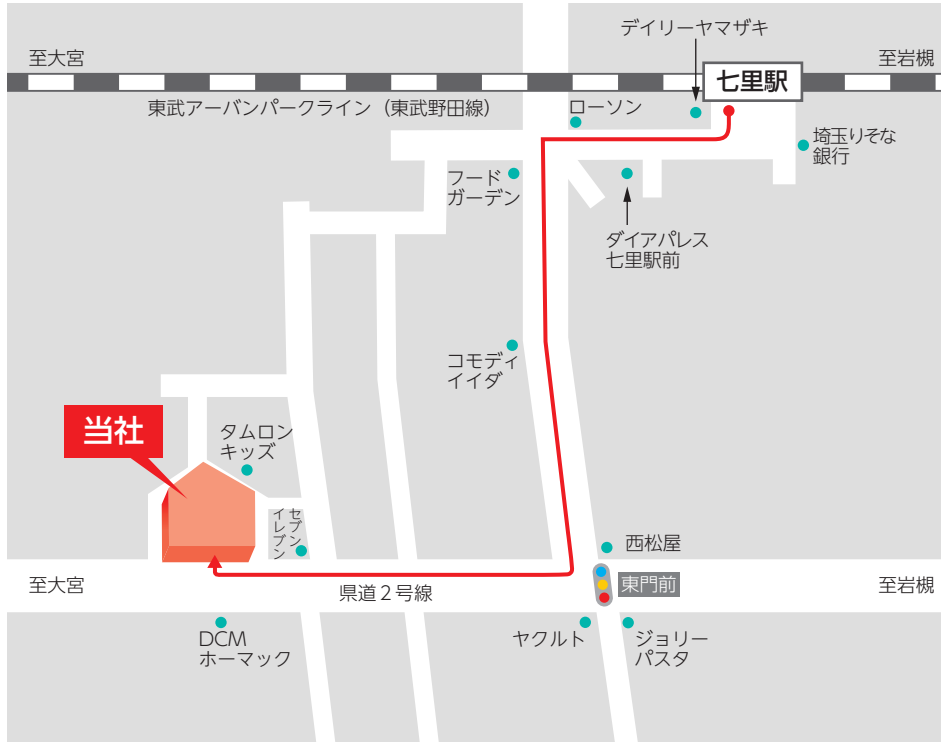 デイリーヤマザキ
至大宮
至岩槻
七里駅
東武アーバンパークライン（東武野田線）
ローソン
埼玉りそな
銀行
フード
ガーデン
ダイアパレス
七里駅前
コモディ
イイダ
当社
タムロン
キッズ
セブン
イレブン
西松屋
至大宮
県道２号線
東門前
至岩槻
DCM
ホーマック
ヤクルト
ジョリー
パスタ